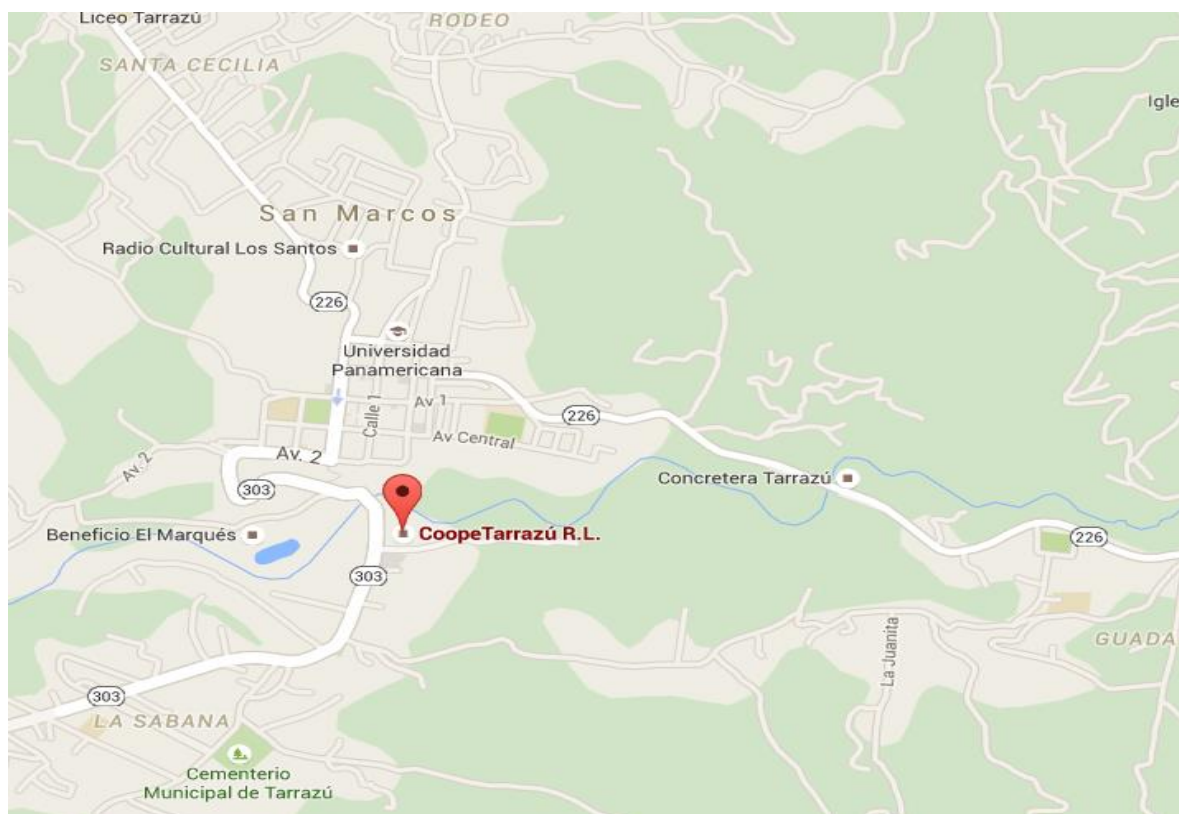 Liceo Tarrazú
RODEO
SANTA CECILIA
Igle
San Marcos
Radio Cultural Los Santos
226
Universidad
Panamericana
Calle 1
Av 1
226
Av Central
Av. 2
Av. 2
303
Concretera Tarrazú
Beneficio El Marqués
CoopeTarrazú R.L.
226
303
La Juanita
GUADA
303
LA SABANA
Cementerio
Municipal de Tarrazú